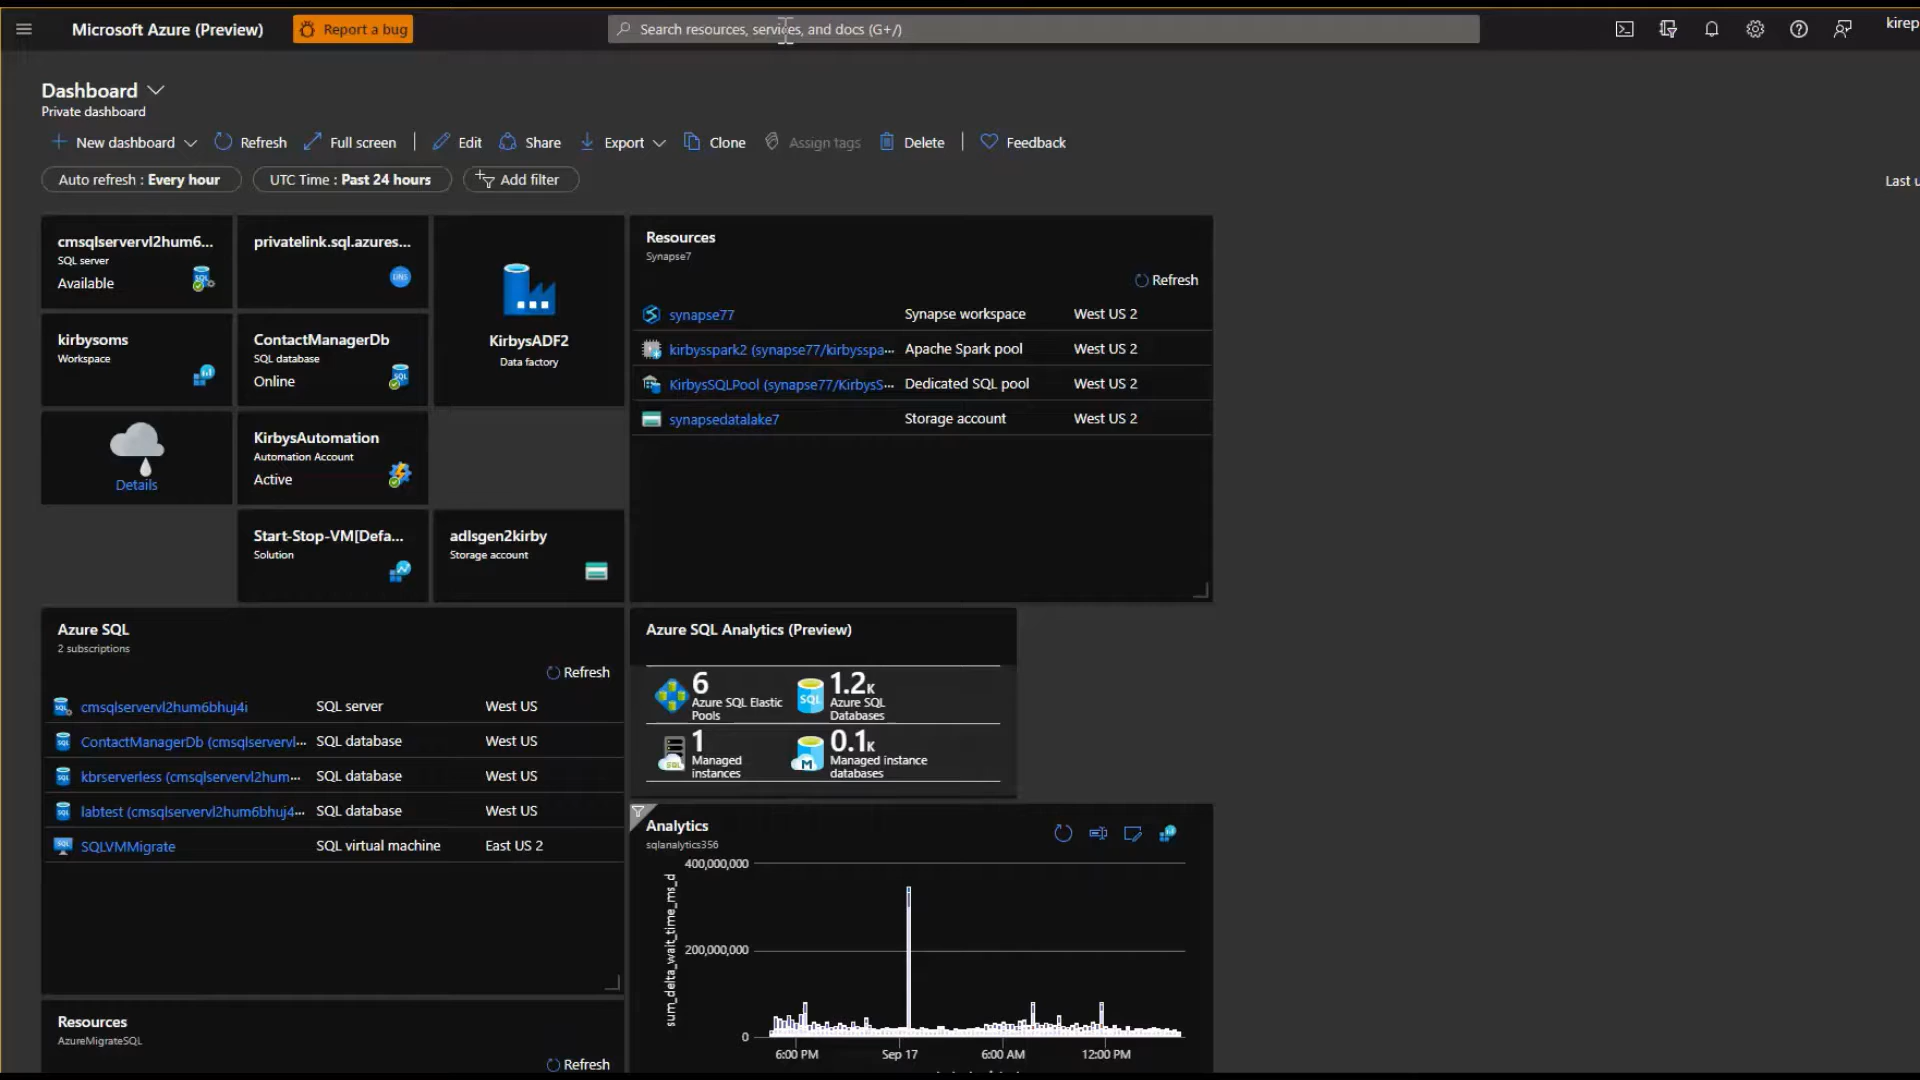 Microsoft Azure (Preview)
Report a bug
Search resources, services, and docs (G+/)
kirep
Dashboard
Private dashboard
New dashboard
Refresh
Full screen
Edit
Share
Export
Clone
Assign tags
Delete
Feedback
Auto refresh : Every hour
UTC Time : Past 24 hours
Add filter
Last u
cmsqlservervl2hum6...
SQL server
Available
privatelink.sql.azures...
DNS
KirbysADF2
Data factory
kirbysoms
Workspace
ContactManagerDb
SQL database
Online
Details
KirbysAutomation
Automation Account
Active
Start-Stop-VM[Defa...
Solution
adlsgen2kirby
Storage account
Resources
Synapse7
Refresh
synapse77 Synapse workspace West US 2
kirbysspark2 (synapse77/kirbysspa... Apache Spark pool West US 2
KirbysSQLPool (synapse77/KirbysS... Dedicated SQL pool West US 2
synapsedatalake7 Storage account West US 2
Azure SQL
2 subscriptions
Refresh
cmsqlservervl2hum6bhuj4i SQL server West US
ContactManagerDb (cmsqlservervl... SQL database West US
kbrserverless (cmsqlservervl2hum... SQL database West US
labtest (cmsqlservervl2hum6bhuj4... SQL database West US
SQLVMMigrate SQL virtual machine East US 2
Azure SQL Analytics (Preview)
6
Azure SQL Elastic
Pools
SQL
1.2K
Azure SQL
Databases
1
Managed
instances
M
0.1K
Managed instance
databases
Analytics
sqlanalytics356
sum_delta_wait_time_ms_d
400,000,000
200,000,000
0
6:00 PM
Sep 17
6:00 AM
12:00 PM
Resources
AzureMigrateSQL
Refresh